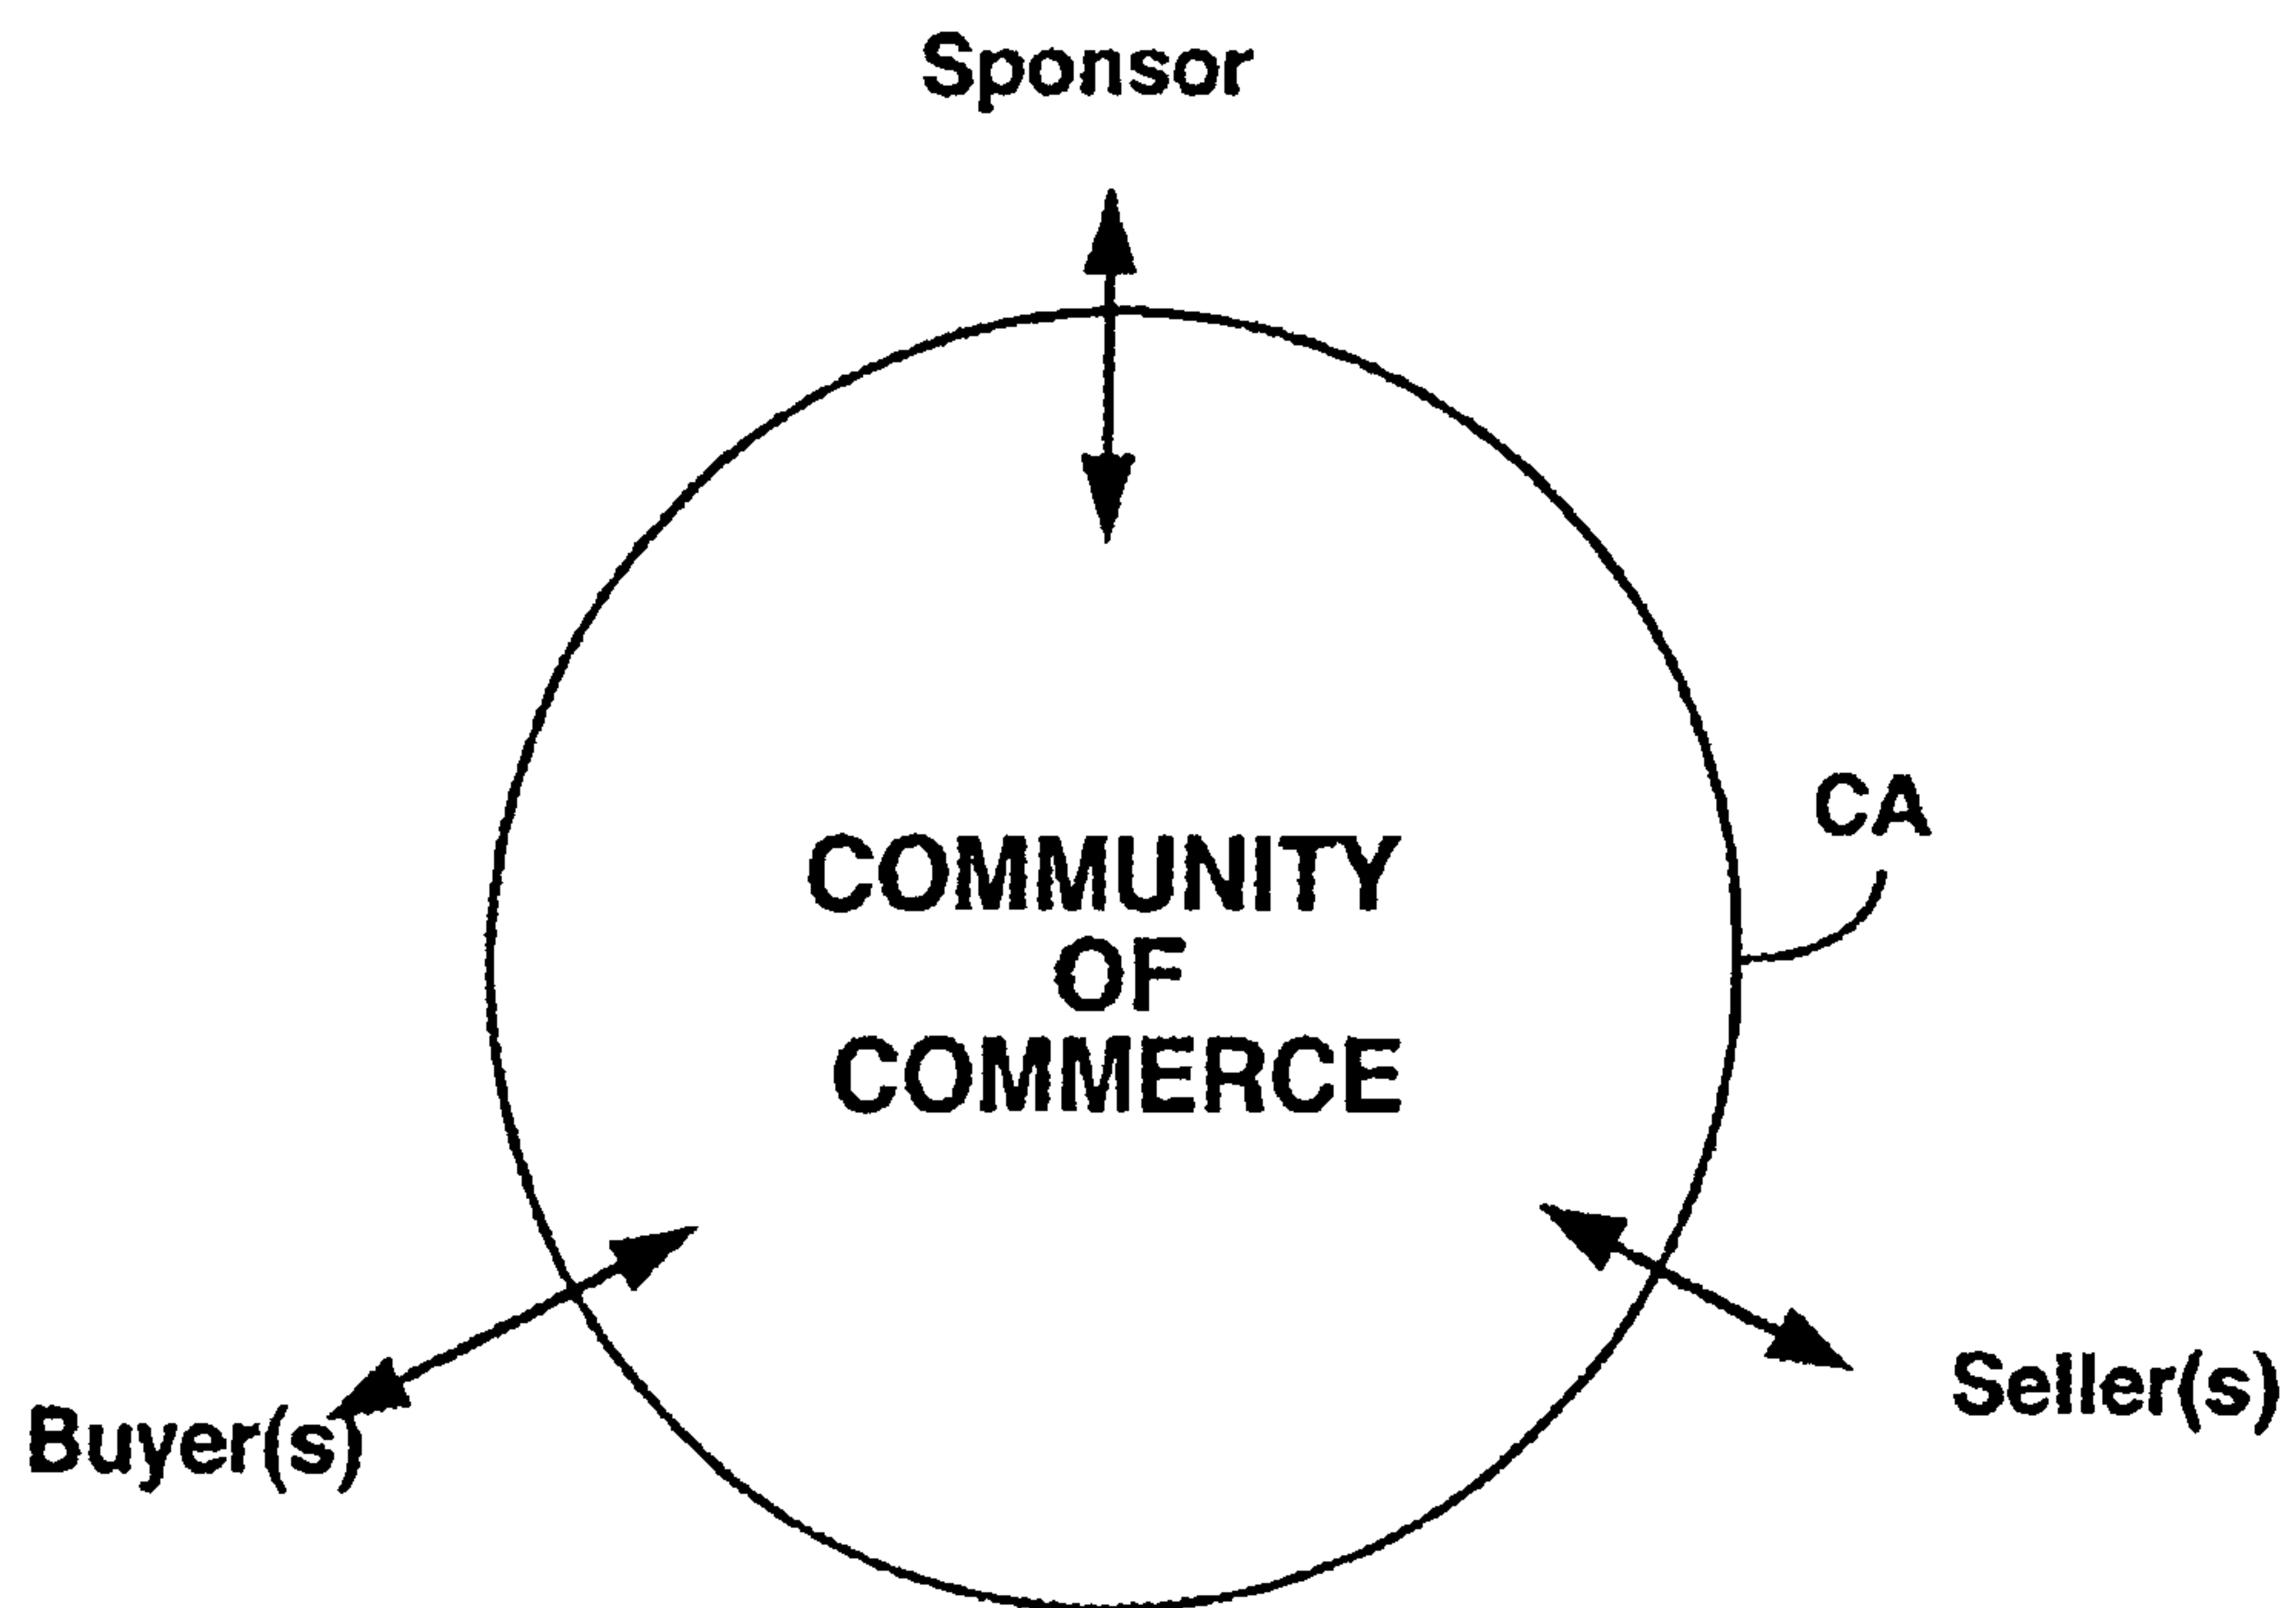 Sponsor
CA
COMMUNITY
OF
COMMERCE
Buyer(s)
Seller(s)